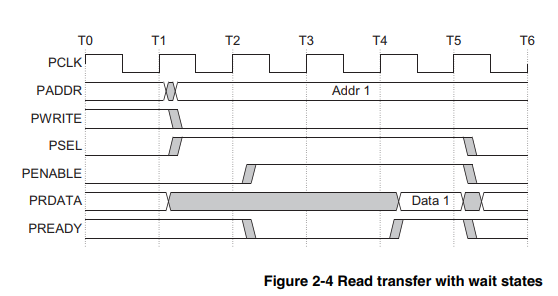 T0 T1 T2 T3 T4 T5 T6
PCLK
PADDR Addr 1
PWRITE
PSEL
PENABLE
PRDATA Data 1
PREADY
Figure 2-4 Read transfer with wait states